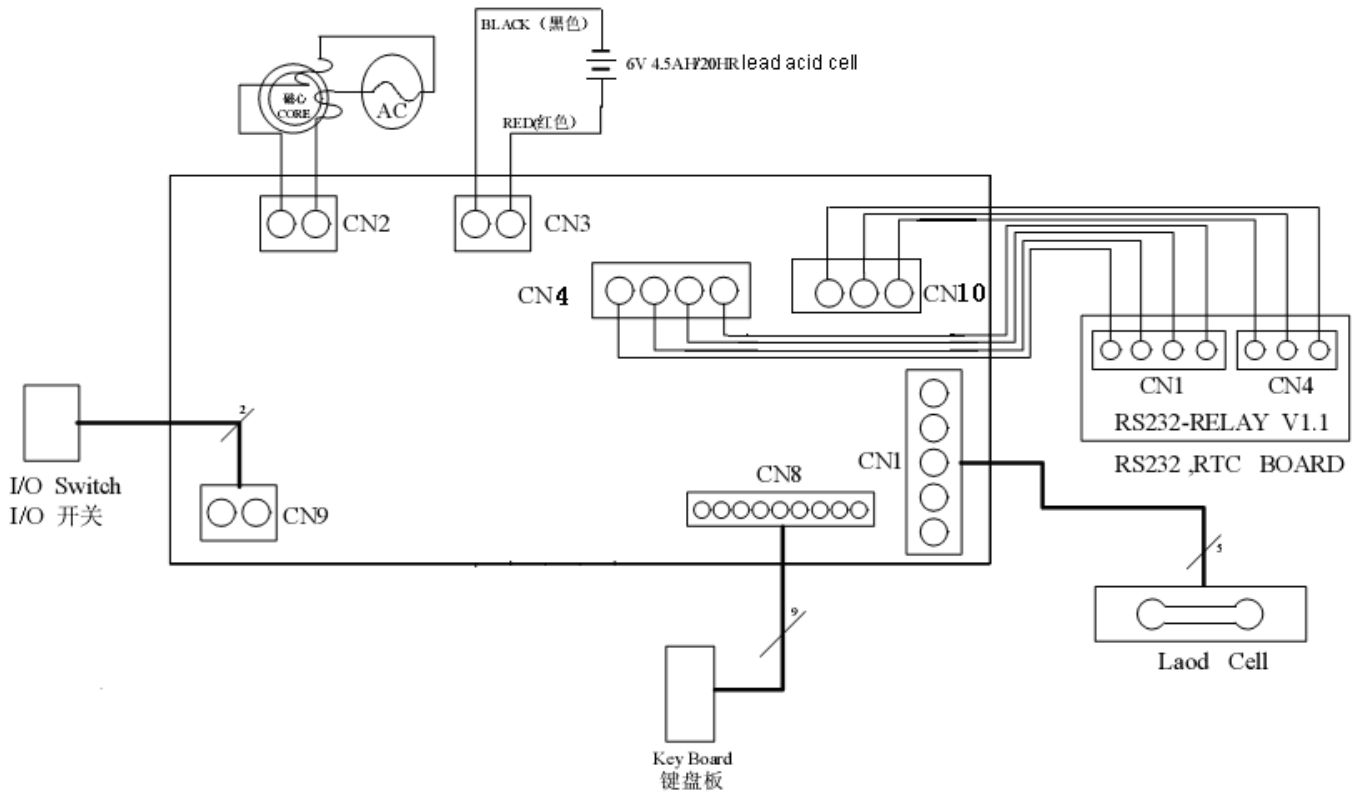 BLACK（黑色）
6V 4.5AH/20HR lead acid cell
磁心
CORE
AC
RED(红色）
CN2
CN3
CN4
CN10
CN1
CN4
RS232-RELAY V1.1
RS232 ,RTC BOARD
2
I/O Switch
I/O 开关
CN9
CN8
CN1
5
9
Laod Cell
Key Board
键盘板